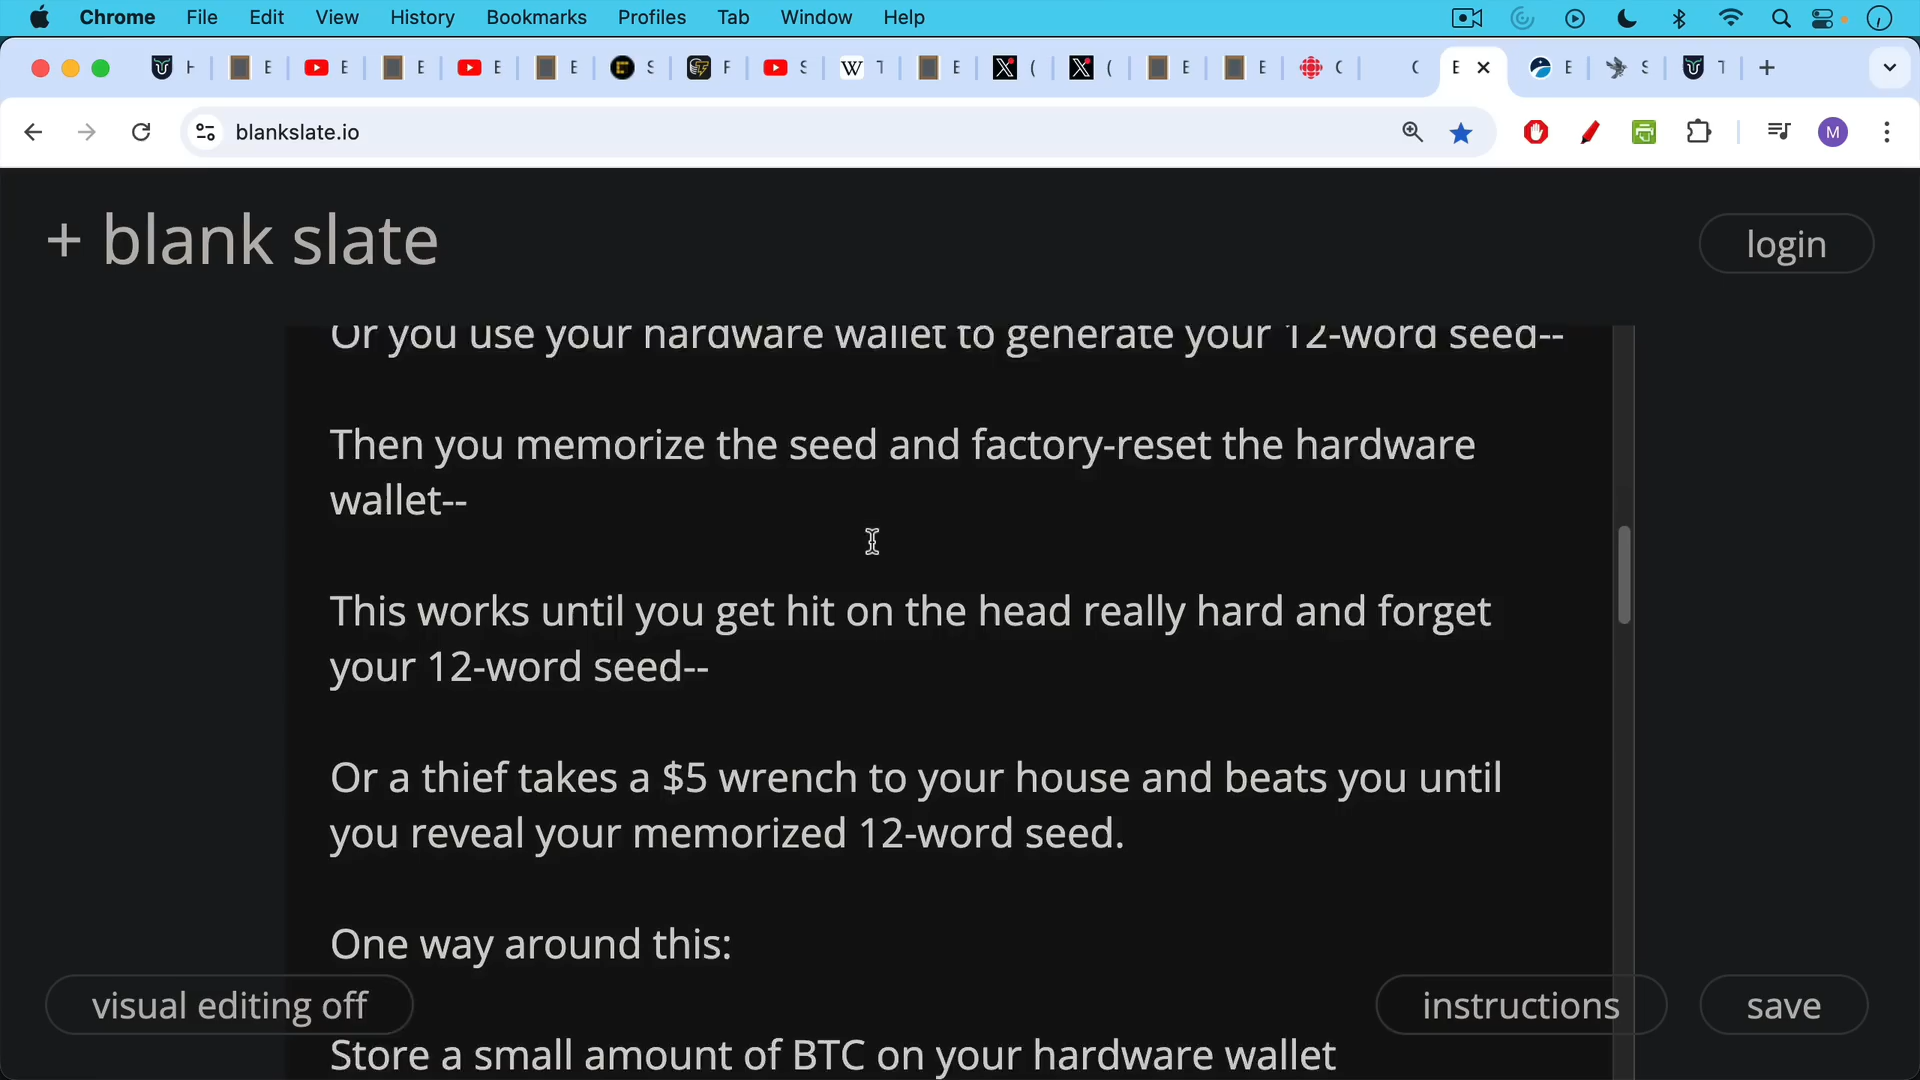 Chrome File Edit View History Bookmarks Profiles Tab Window Help
H E E E E E S F S W T E ( ( E E C C E E S T
blankslate.io
M
+ blank slate
login
Or you use your hardware wallet to generate your 12-word seed--
Then you memorize the seed and factory-reset the hardware
wallet--
This works until you get hit on the head really hard and forget
your 12-word seed--
Or a thief takes a $5 wrench to your house and beats you until
you reveal your memorized 12-word seed.
One way around this:
visual editing off
instructions
save
Store a small amount of BTC on your hardware wallet